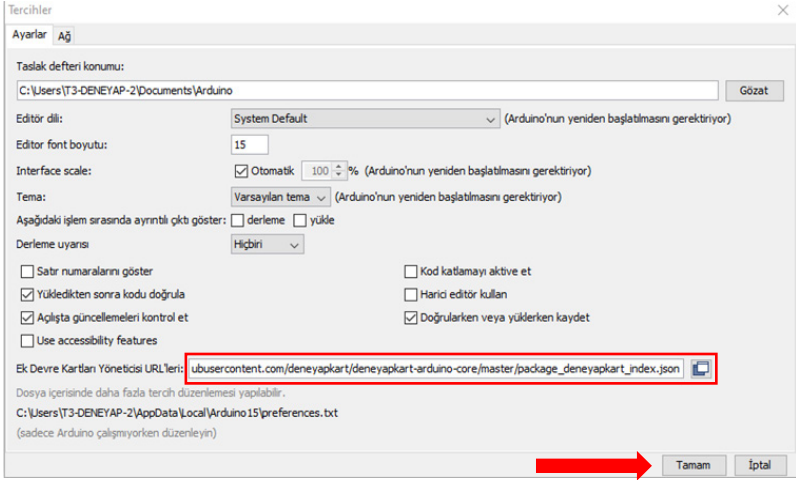 Tercihler
Ayarlar Ağ
Taslak defteri konumu:
C:\Users\T3-DENEYAP-2\Documents\Arduino Gözat
Editör dili: System Default (Arduino'nun yeniden başlatılmasını gerektiriyor)
Editor font boyutu: 15
Interface scale: Otomatik 100 % (Arduino'nun yeniden başlatılmasını gerektiriyor)
Tema: Varsayılan tema (Arduino'nun yeniden başlatılmasını gerektiriyor)
Aşağıdaki işlem sırasında ayrıntılı çıktı göster: derleme yükle
Derleme uyarısı Hiçbiri
Satır numaralarını göster Kod katlamayı aktive et
Yükledikten sonra kodu doğrula Harici editör kullan
Açılışta güncellemeleri kontrol et Doğrularken veya yüklerken kaydet
Use accessibility features
Ek Devre Kartları Yöneticisi URL'leri: ubusercontent.com/deneyapkart/deneyapkart-arduino-core/master/package_deneyapkart_index.json
Dosya içerisinde daha fazla tercih düzenlemesi yapılabilir.
C:\Users\T3-DENEYAP-2\AppData\Local\Arduino15\preferences.txt
(sadece Arduino çalışmıyorken düzenleyin)
Tamam İptal